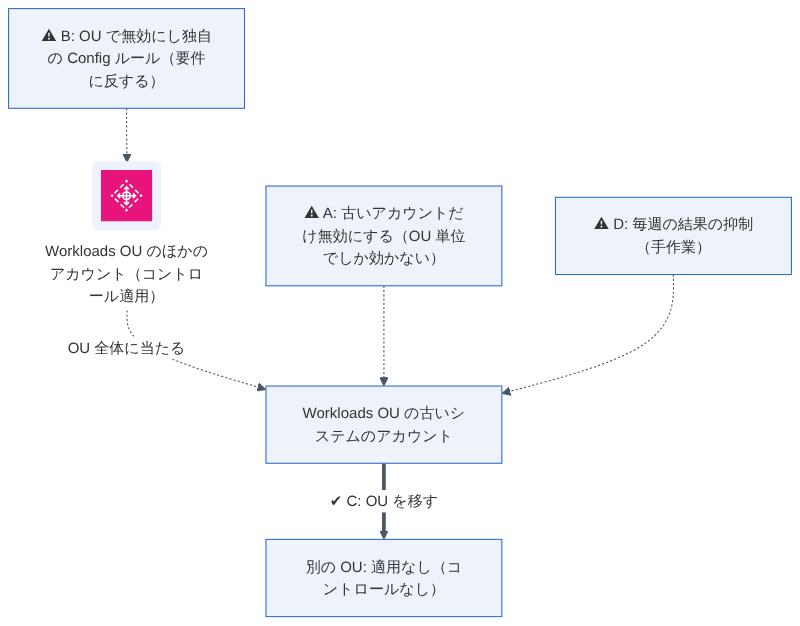 ⚠ B: OU で無効にし独自
の Config ルール（要件
に反する）
Workloads OU のほかの
アカウント（コントロ
ール適用）
⚠ A: 古いアカウントだ
け無効にする（OU 単位
でしか効かない）
⚠ D: 毎週の結果の抑制
（手作業）
OU 全体に当たる
Workloads OU の古いシ
ステムのアカウント
✔ C: OU を移す
別の OU: 適用なし（コ
ントロールなし）